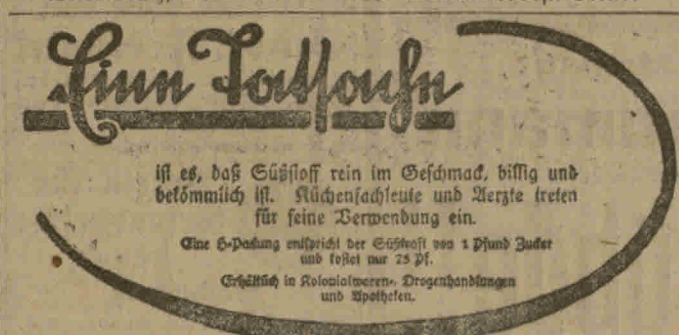 Eine Tatsache
ist es, daß Süßstoff rein im Geschmack, billig und
bekömmlich ist. Küchenfachleute und Aerzte treten
für seine Verwendung ein.
Eine H-Packung entspricht der Süßkraft von 1 Pfund Zucker
und kostet nur 75 Pf.
Erhältlich in Kolonialwaren-, Drogenhandlungen
und Apotheken.